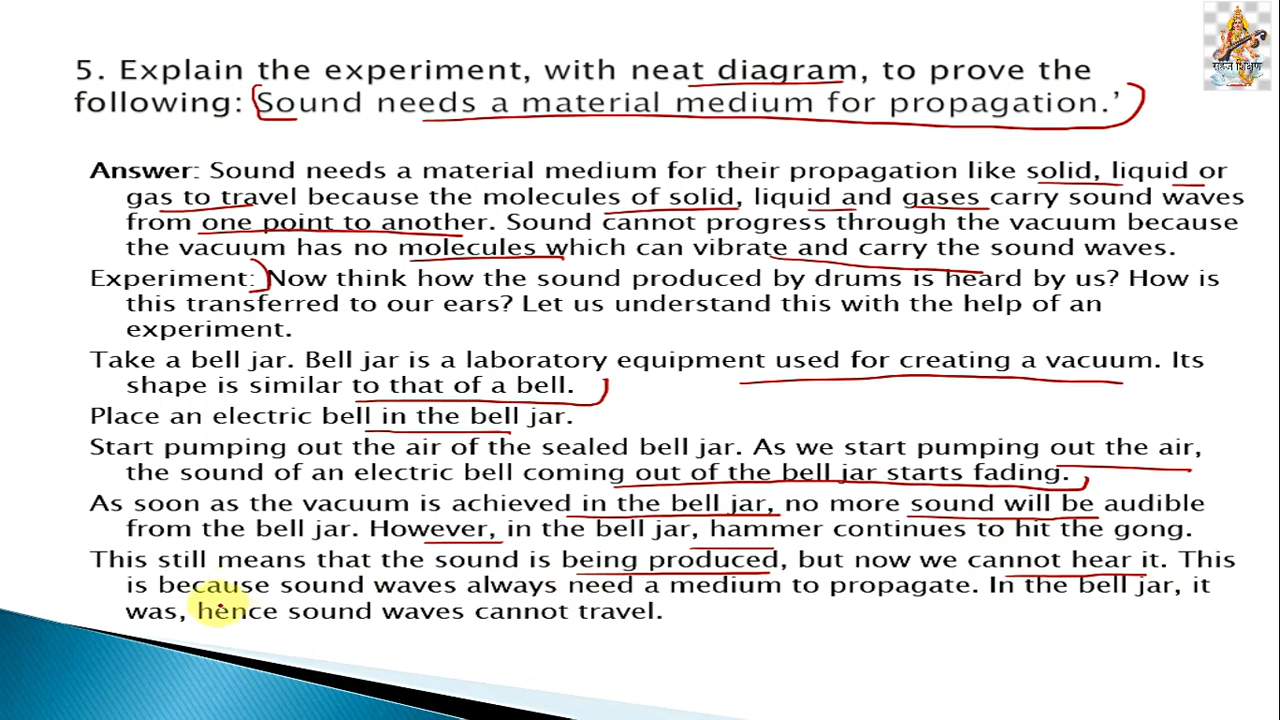 सहज शिक्षण
5. Explain the experiment, with neat diagram, to prove the
following: Sound needs a material medium for propagation.’
Answer: Sound needs a material medium for their propagation like solid, liquid or
gas to travel because the molecules of solid, liquid and gases carry sound waves
from one point to another. Sound cannot progress through the vacuum because
the vacuum has no molecules which can vibrate and carry the sound waves.
Experiment: Now think how the sound produced by drums is heard by us? How is
this transferred to our ears? Let us understand this with the help of an
experiment.
Take a bell jar. Bell jar is a laboratory equipment used for creating a vacuum. Its
shape is similar to that of a bell.
Place an electric bell in the bell jar.
Start pumping out the air of the sealed bell jar. As we start pumping out the air,
the sound of an electric bell coming out of the bell jar starts fading.
As soon as the vacuum is achieved in the bell jar, no more sound will be audible
from the bell jar. However, in the bell jar, hammer continues to hit the gong.
This still means that the sound is being produced, but now we cannot hear it. This
is because sound waves always need a medium to propagate. In the bell jar, it
was, hence sound waves cannot travel.